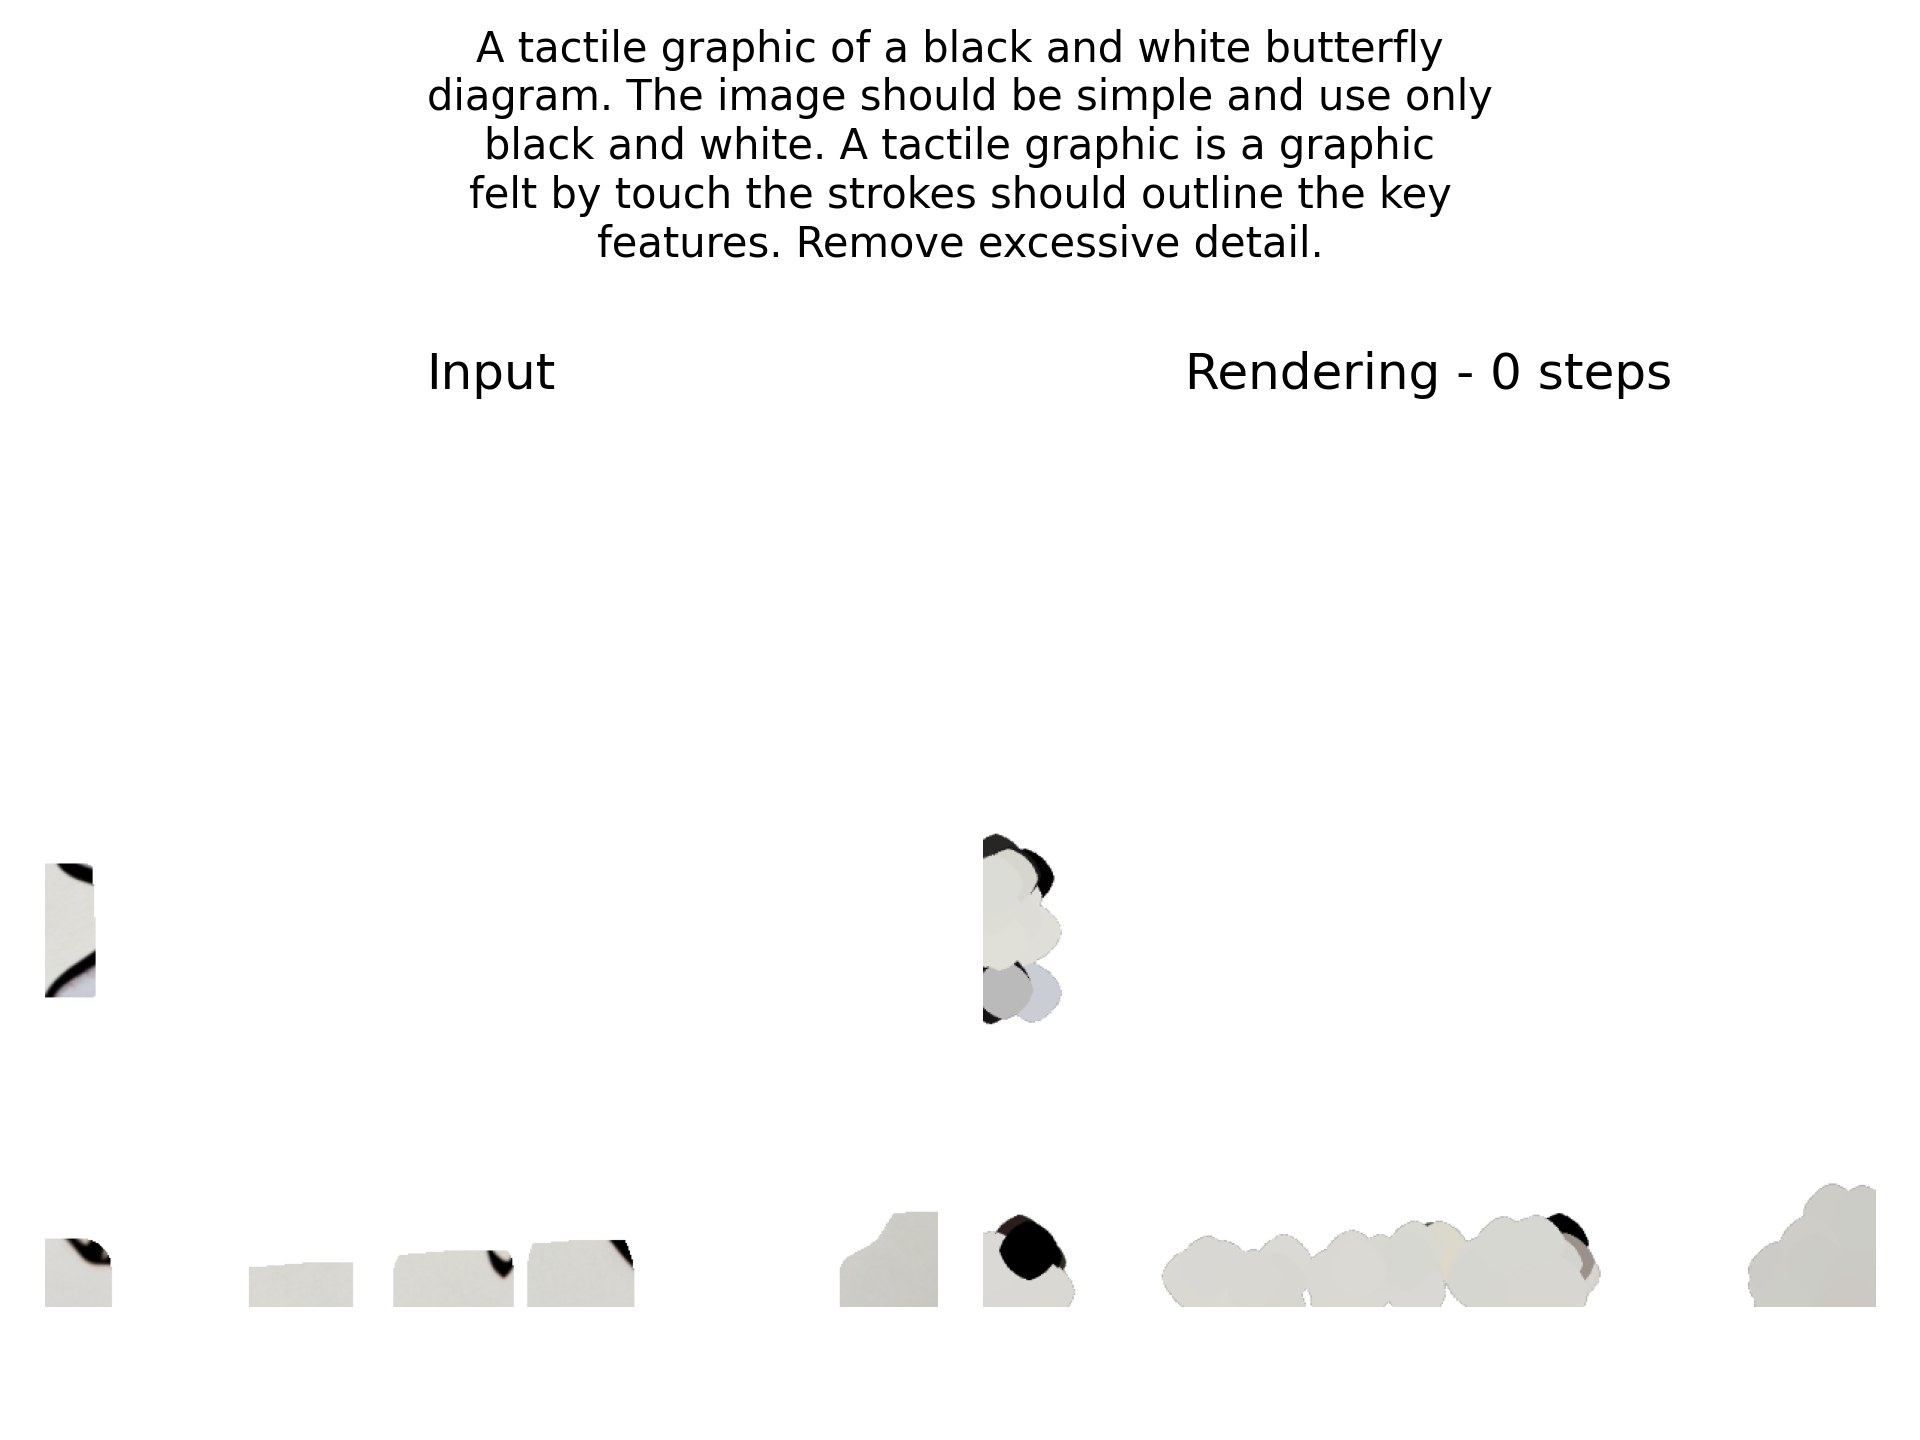 A tactile graphic of a black and white butterfly
diagram. The image should be simple and use only
black and white. A tactile graphic is a graphic
felt by touch the strokes should outline the key
features. Remove excessive detail.
Input
Rendering - 0 steps